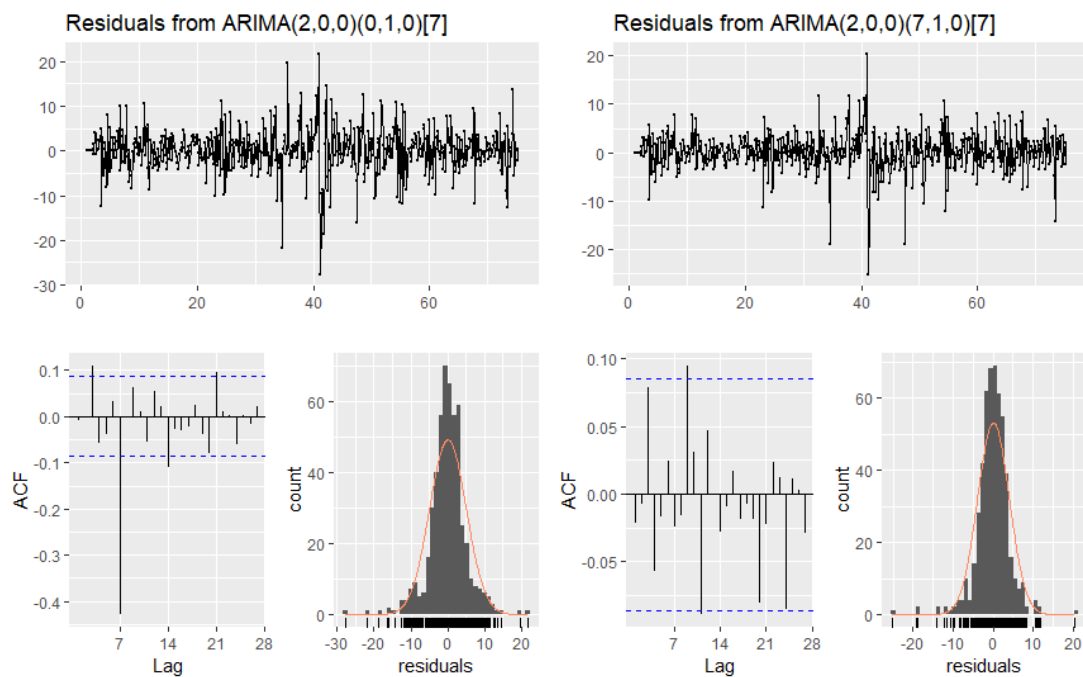 Residuals from ARIMA(2,0,0)(0,1,0)[7]
20
10
0
-10
-20
-30
0 20 40 60
Residuals from ARIMA(2,0,0)(7,1,0)[7]
20
10
0
-10
-20
0 20 40 60
ACF
0.1
0.0
-0.1
-0.2
-0.3
-0.4
7 14 21 28
Lag
count
60
40
20
0
-30 -20 -10 0 10 20
residuals
ACF
0.10
0.05
0.00
-0.05
7 14 21 28
Lag
count
60
40
20
0
-20 -10 0 10 20
residuals